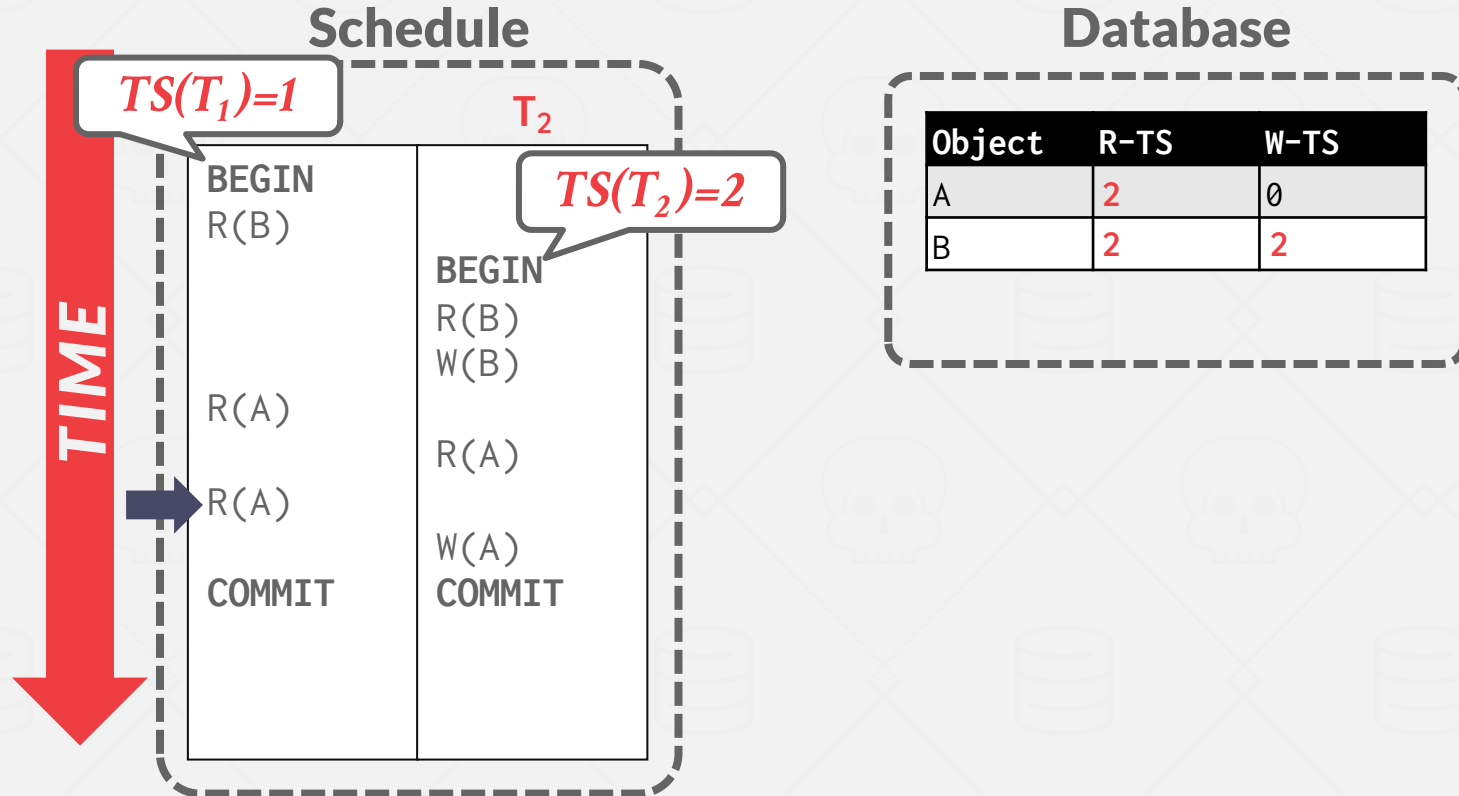 Schedule
TS(T1)=1
T2
BEGIN
R(B)
TS(T2)=2
BEGIN
R(B)
W(B)
R(A)
R(A)
R(A)
W(A)
COMMIT COMMIT
TIME
Database
Object R-TS W-TS
A 2 0
B 2 2